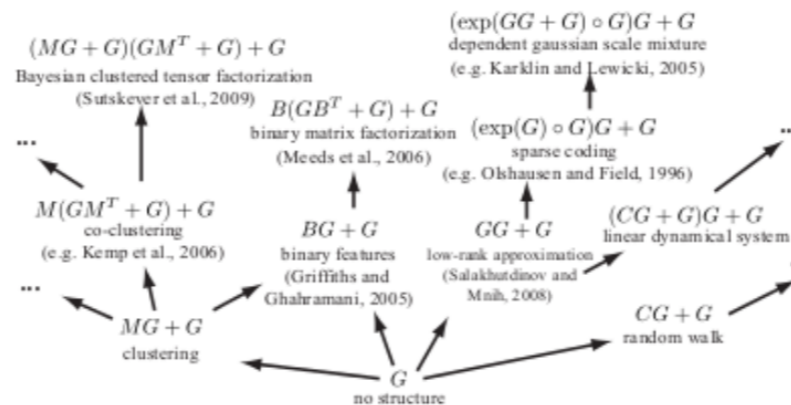 (MG + G)(GM^T + G) + G
Bayesian clustered tensor factorization
(Sutskever et al., 2009)
(exp(GG + G) ∘ G)G + G
dependent gaussian scale mixture
(e.g. Karklin and Lewicki, 2005)
B(GB^T + G) + G
binary matrix factorization
(Meeds et al., 2006)
(exp(G) ∘ G)G + G
sparse coding
(e.g. Olshausen and Field, 1996)
...
...
M(GM^T + G) + G
co-clustering
(e.g. Kemp et al., 2006)
BG + G
binary features
(Griffiths and
Ghahramani, 2005)
GG + G
low-rank approximation
(Salakhutdinov and
Mnih, 2008)
(CG + G)G + G
linear dynamical system
...
MG + G
clustering
CG + G
random walk
G
no structure